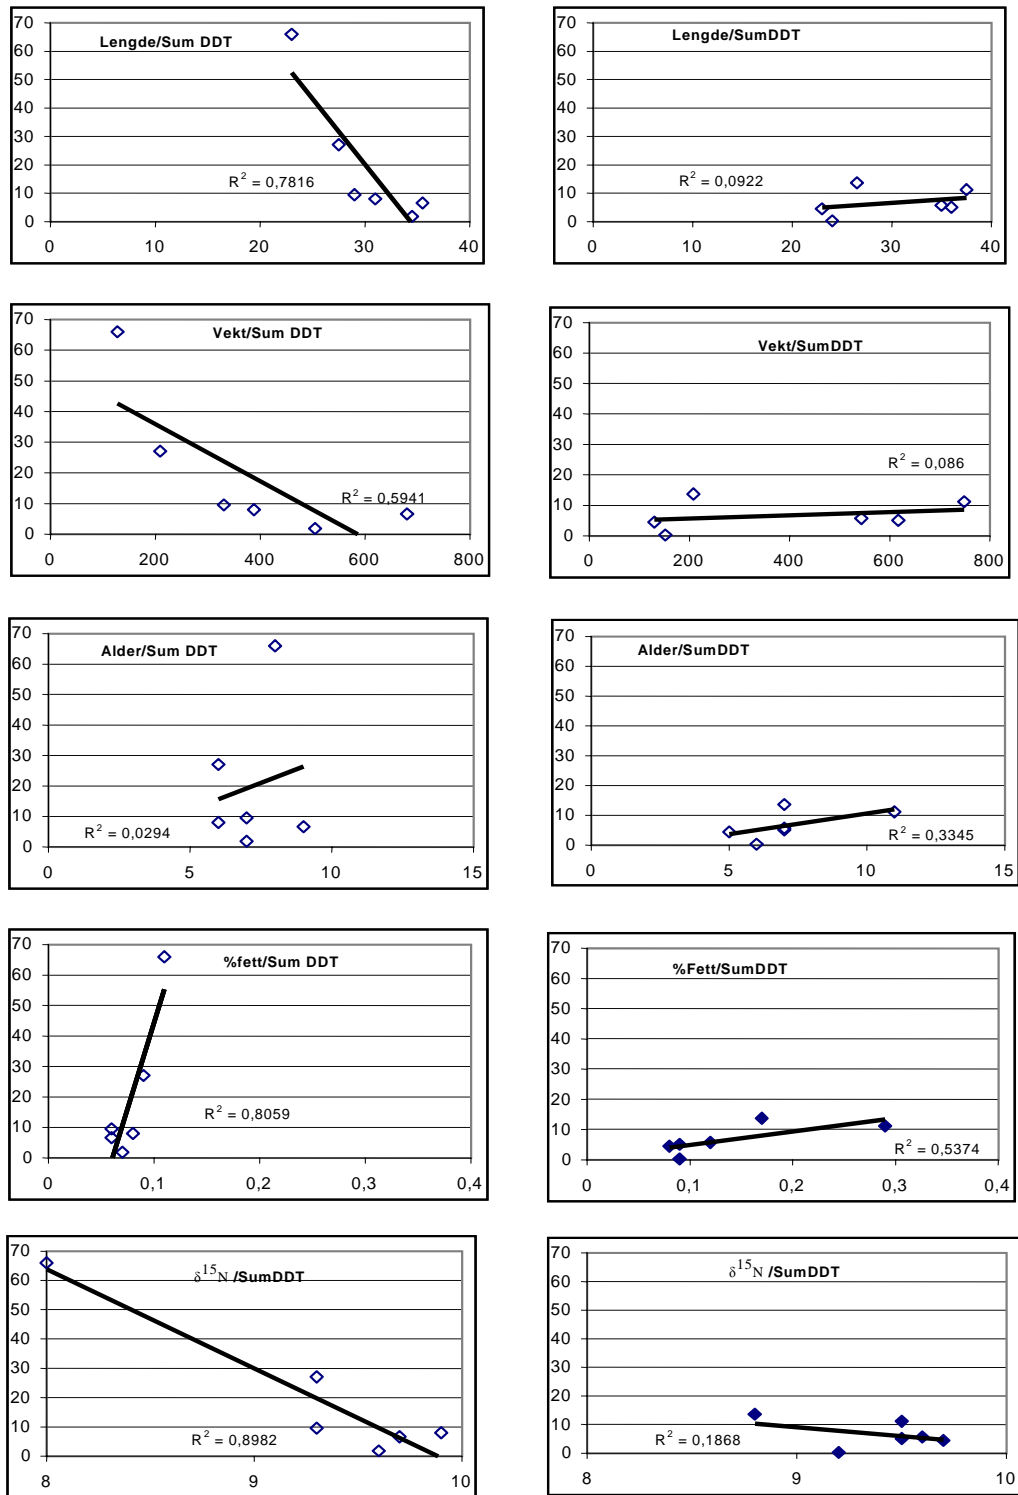 Lengde/Sum DDT
70
60
50
40
30
20
10
0
R² = 0,7816
0 10 20 30 40
Lengde/SumDDT
70
60
50
40
30
20
10
0
R² = 0,0922
0 10 20 30 40
Vekt/Sum DDT
70
60
50
40
30
20
10
0
R² = 0,5941
0 200 400 600 800
Vekt/SumDDT
70
60
50
40
30
20
10
0
R² = 0,086
0 200 400 600 800
Alder/Sum DDT
70
60
50
40
30
20
10
0
R² = 0,0294
0 5 10 15
Alder/SumDDT
70
60
50
40
30
20
10
0
R² = 0,3345
0 5 10 15
%fett/Sum DDT
70
60
50
40
30
20
10
0
R² = 0,8059
0 0,1 0,2 0,3 0,4
%Fett/SumDDT
70
60
50
40
30
20
10
0
R² = 0,5374
0 0,1 0,2 0,3 0,4
δ¹⁵N /SumDDT
70
60
50
40
30
20
10
0
R² = 0,8982
8 9 10
δ¹⁵N /SumDDT
70
60
50
40
30
20
10
0
R² = 0,1868
8 9 10